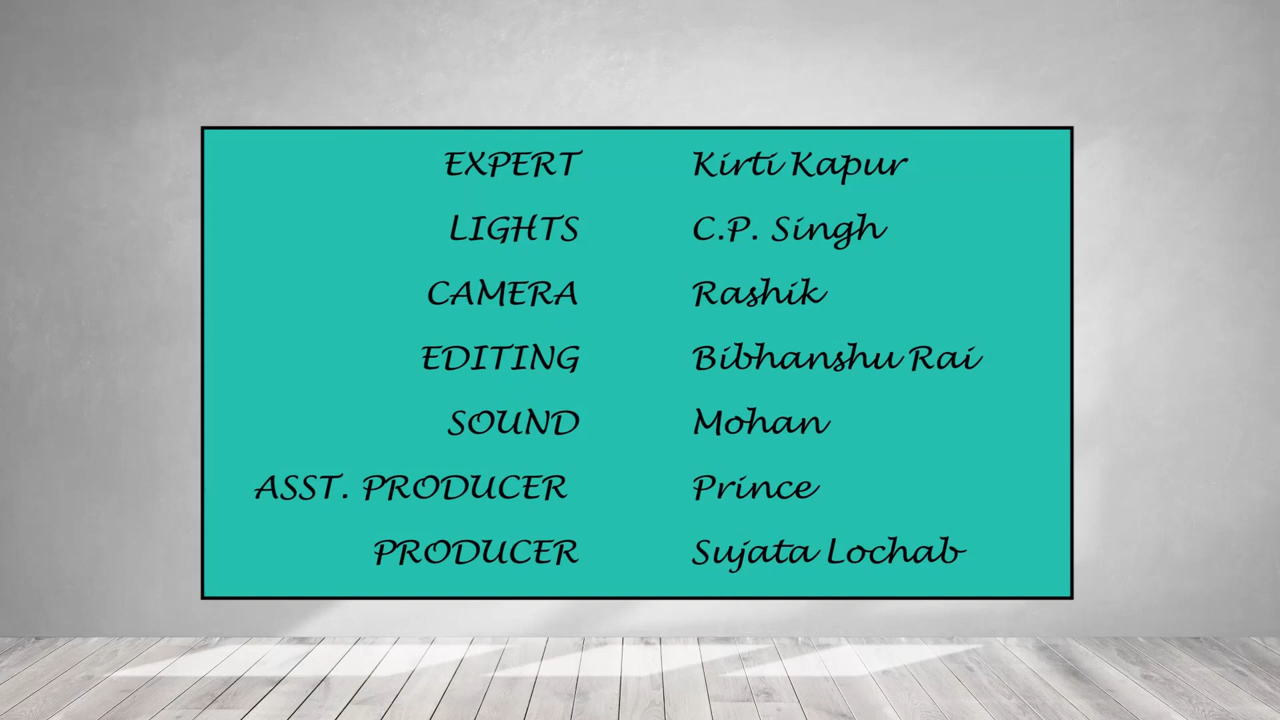 EXPERT Kirti Kapur
LIGHTS C.P. Singh
CAMERA Rashik
EDITING Bibhanshu Rai
SOUND Mohan
ASST. PRODUCER Prince
PRODUCER Sujata Lochab